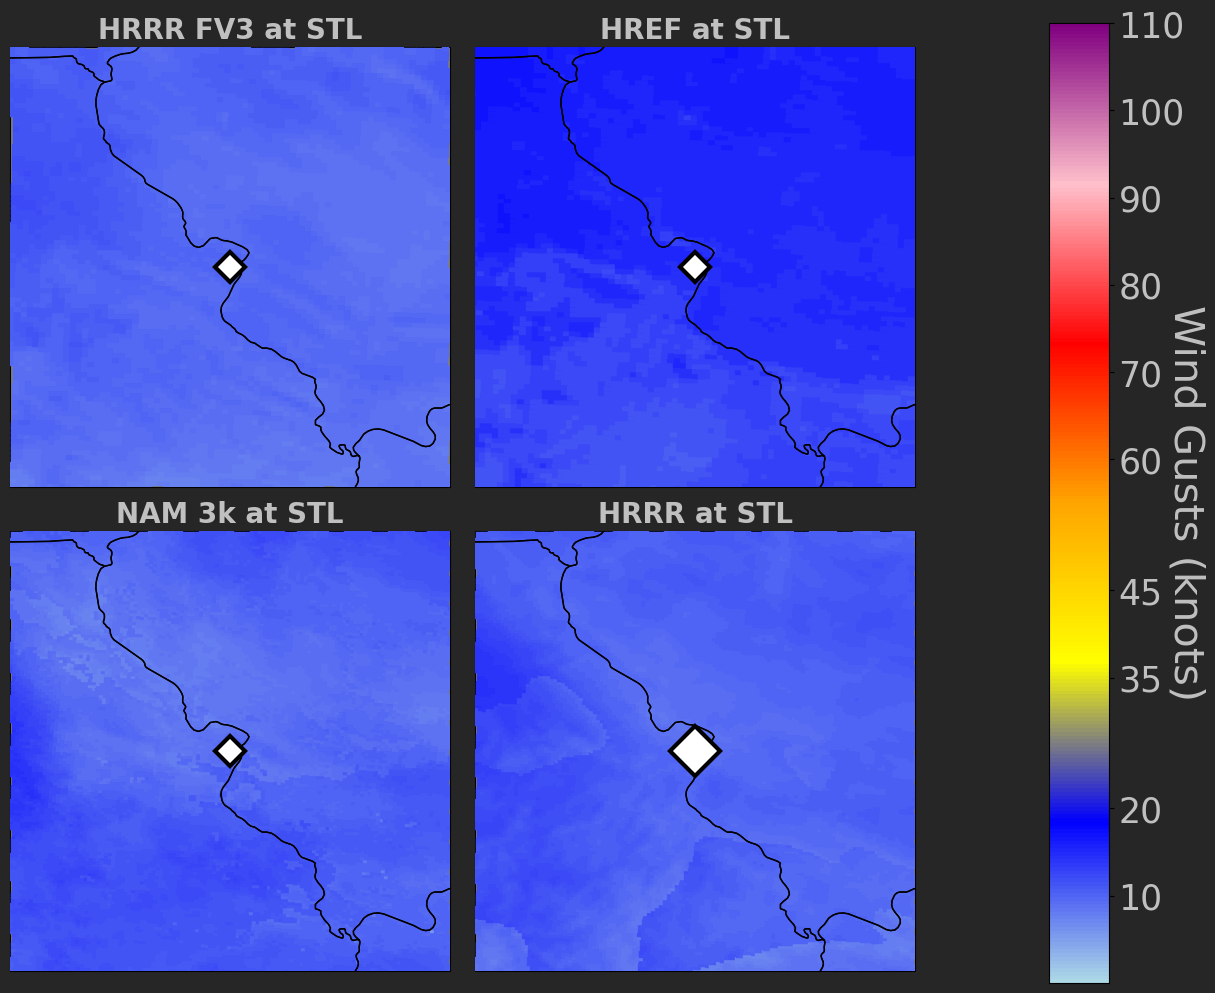 HRRR FV3 at STL
HREF at STL
NAM 3k at STL
HRRR at STL
110
100
90
80
70
60
45
35
20
10
Wind Gusts (knots)